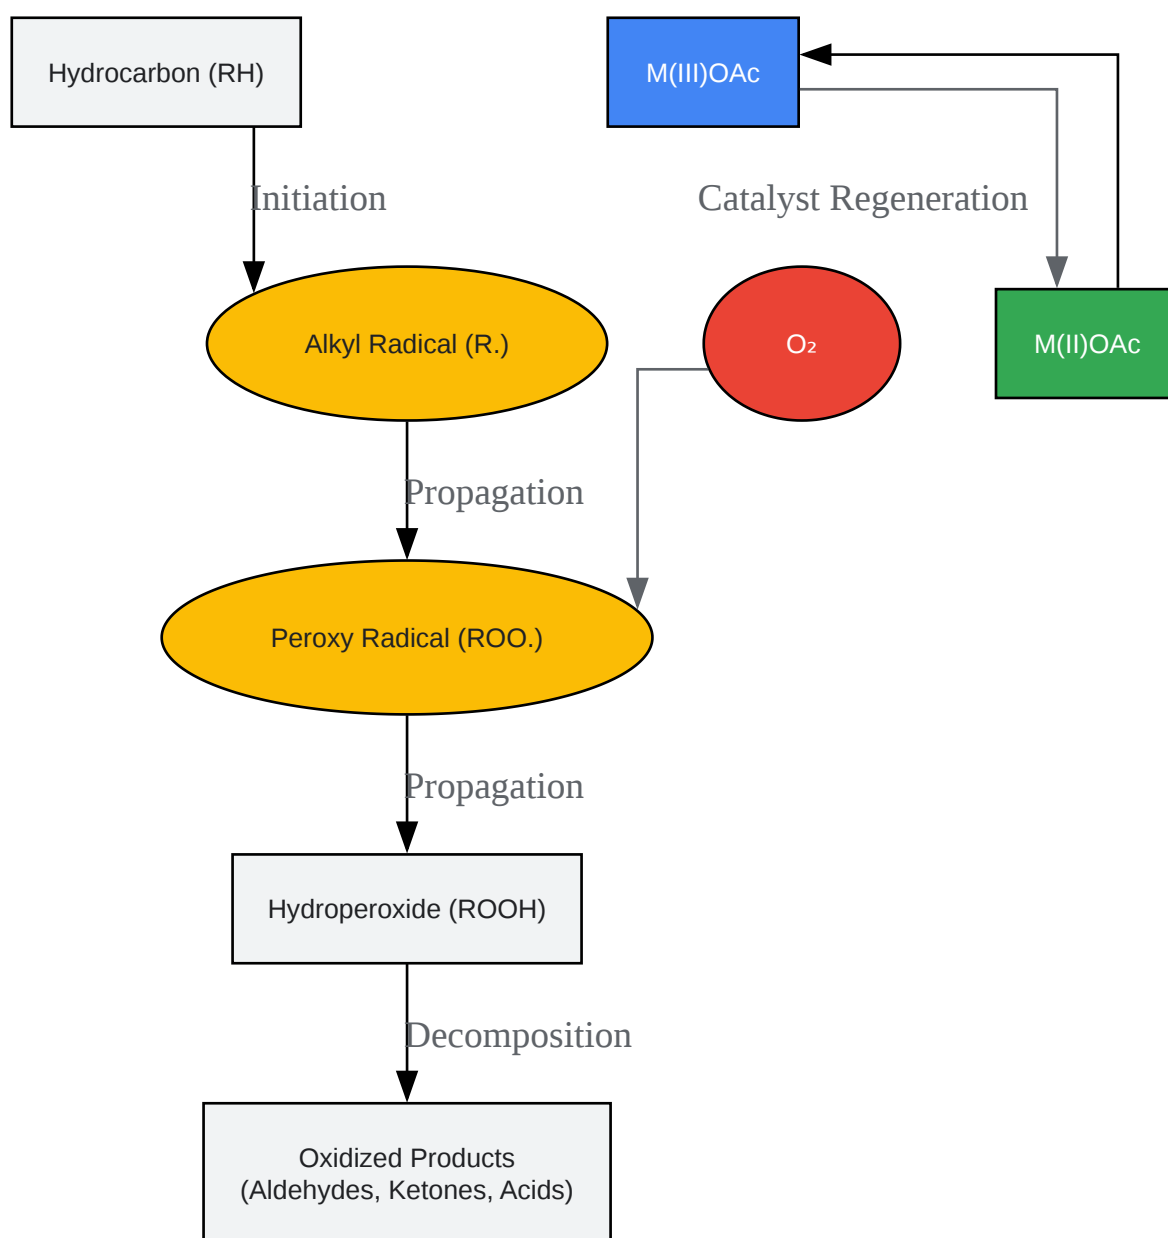 Hydrocarbon (RH)
M(III)OAc
Initiation
Catalyst Regeneration
Alkyl Radical (R.)
O₂
M(II)OAc
Propagation
Peroxy Radical (ROO.)
Propagation
Hydroperoxide (ROOH)
Decomposition
Oxidized Products
(Aldehydes, Ketones, Acids)